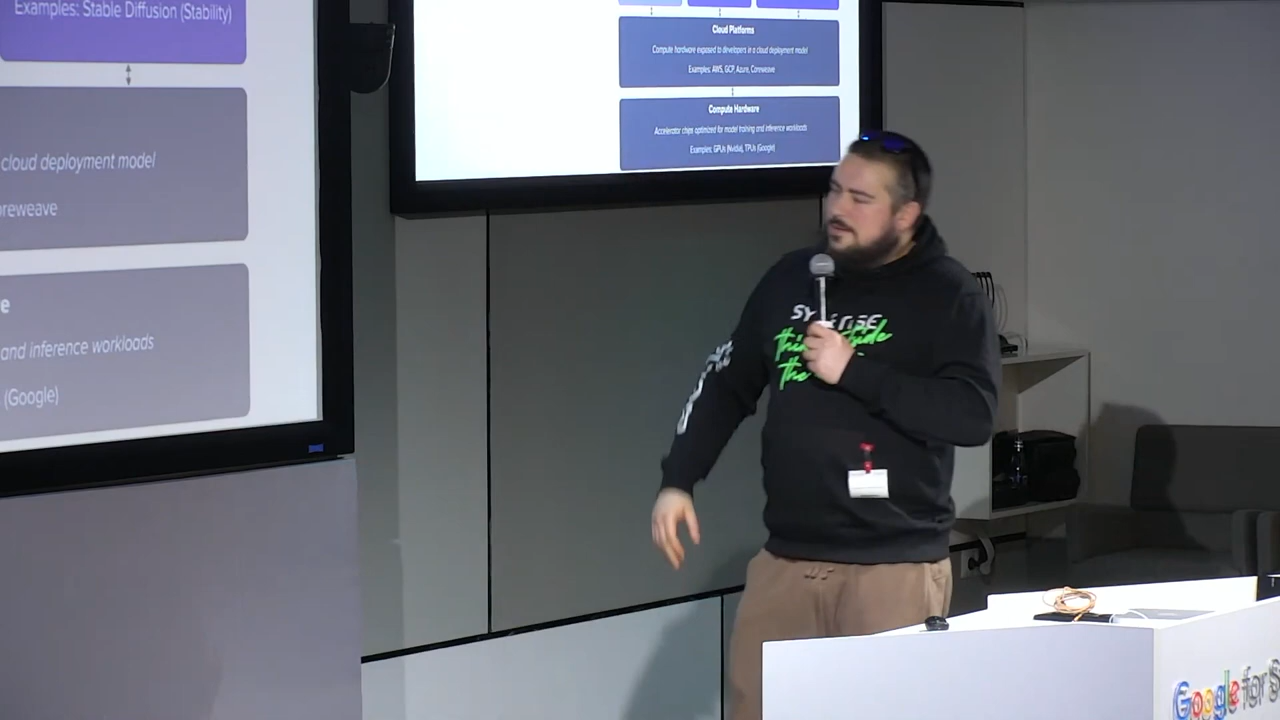 Examples: Stable Diffusion (Stability)
cloud deployment model
oreweave
e
and inference workloads
(Google)
Cloud Platforms
Compute hardware exposed to developers in a cloud deployment model
Examples: AWS, GCP, Azure, Coreweave
Compute Hardware
Accelerator chips optimized for model training and inference workloads
Examples: GPUs (Nvidia), TPUs (Google)
the
Google for S